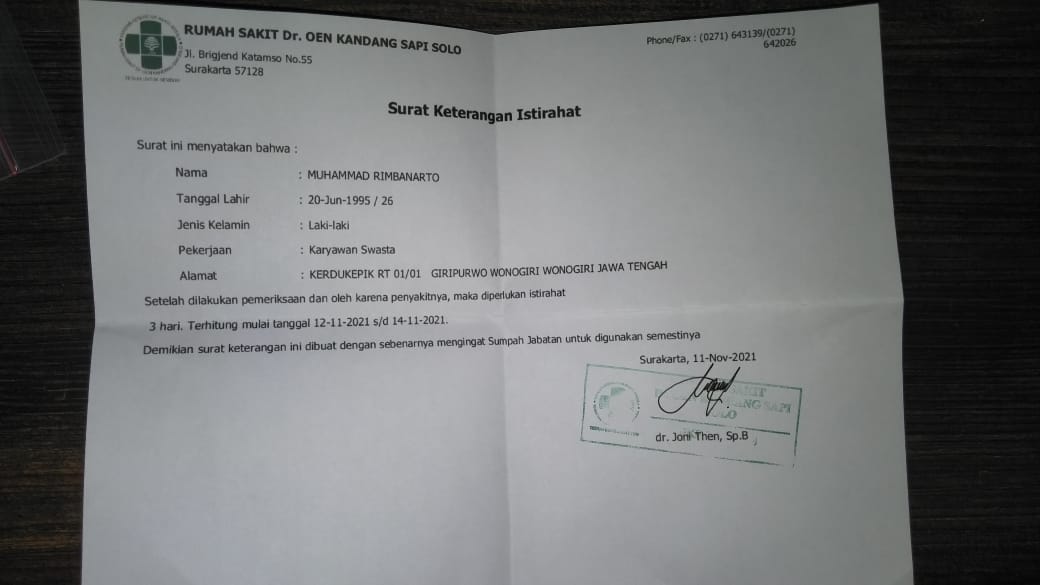 RUMAH SAKIT Dr. OEN KANDANG SAPI SOLO
Jl. Brigjend Katamso No.55
Surakarta 57128
Phone/Fax : (0271) 643139/(0271)
642026
Surat Keterangan Istirahat
Surat ini menyatakan bahwa :
Nama : MUHAMMAD RIMBANARTO
Tanggal Lahir : 20-Jun-1995 / 26
Jenis Kelamin : Laki-laki
Pekerjaan : Karyawan Swasta
Alamat : KERDUKEPIK RT 01/01 GIRIPURWO WONOGIRI WONOGIRI JAWA TENGAH
Setelah dilakukan pemeriksaan dan oleh karena penyakitnya, maka diperlukan istirahat
3 hari. Terhitung mulai tanggal 12-11-2021 s/d 14-11-2021.
Demikian surat keterangan ini dibuat dengan sebenarnya mengingat Sumpah Jabatan untuk digunakan semestinya
Surakarta, 11-Nov-2021
SAPI
dr. Joni Then, Sp.B